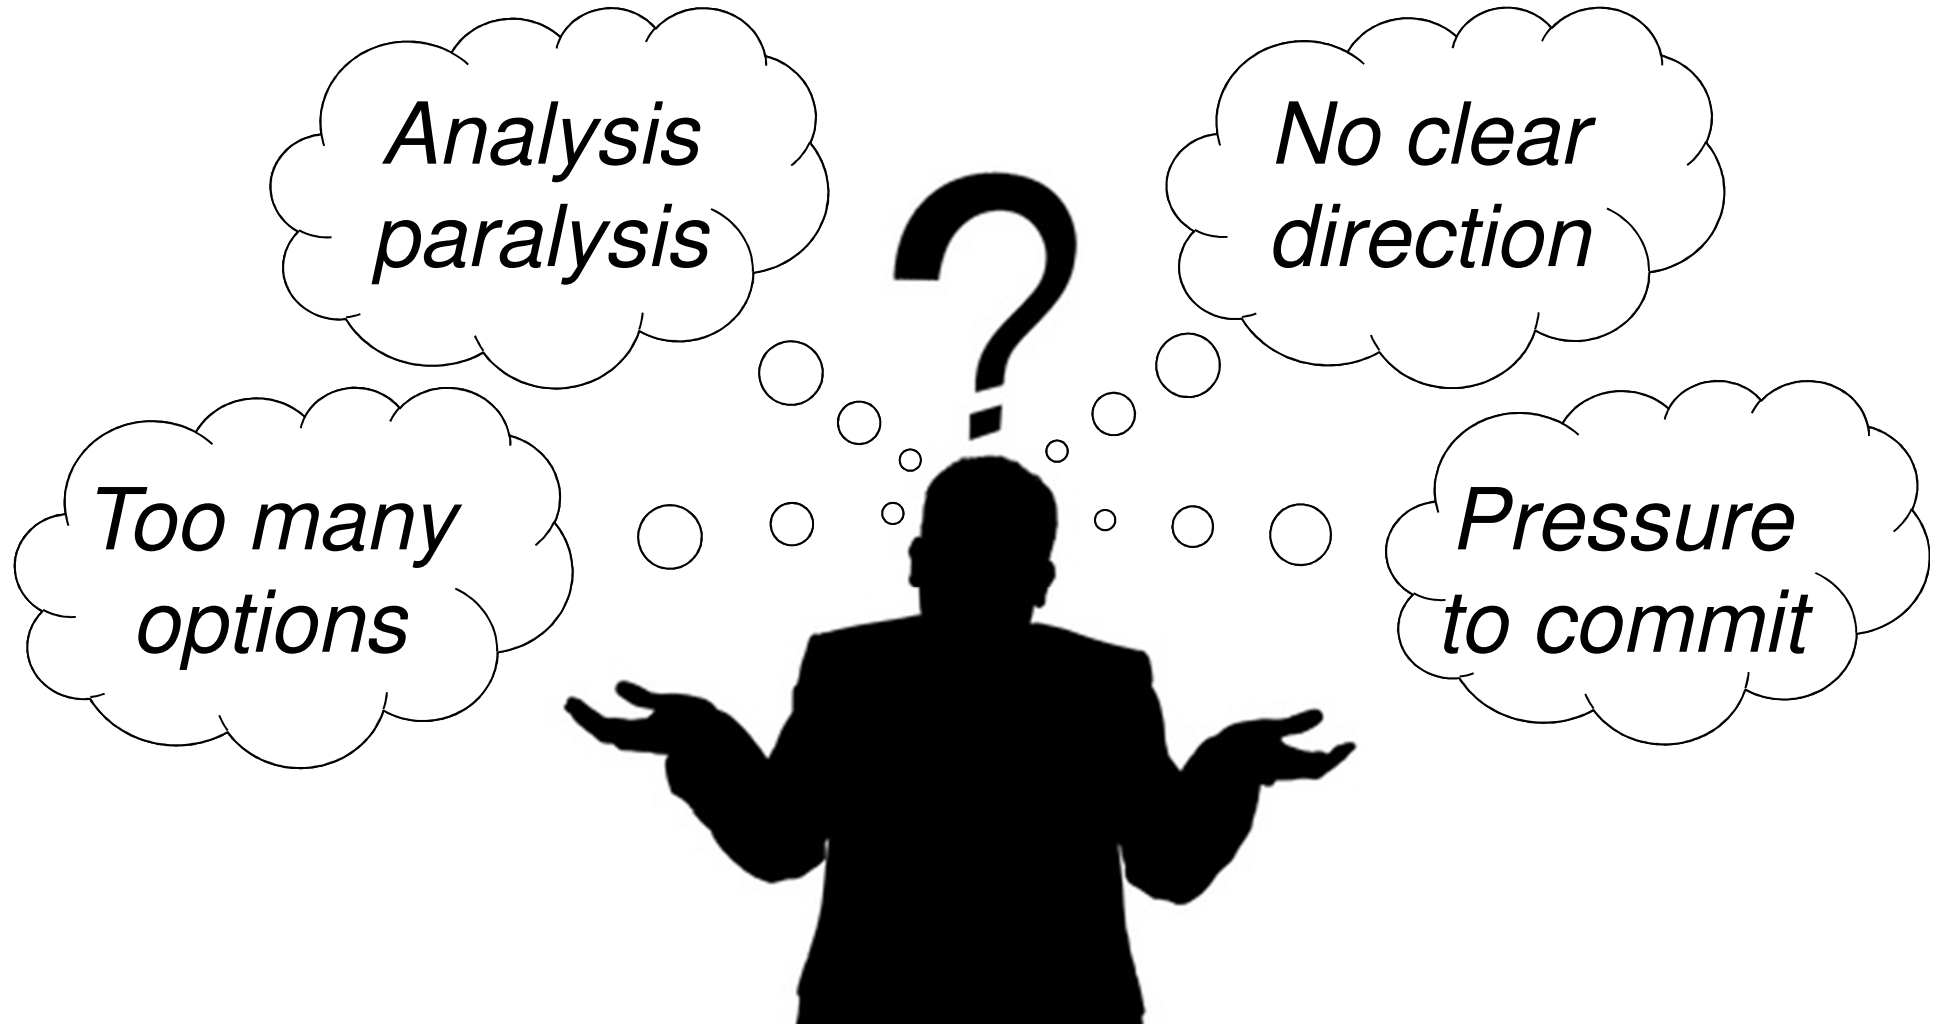 Analysis
paralysis
No clear
direction
?
Too many
options
Pressure
to commit